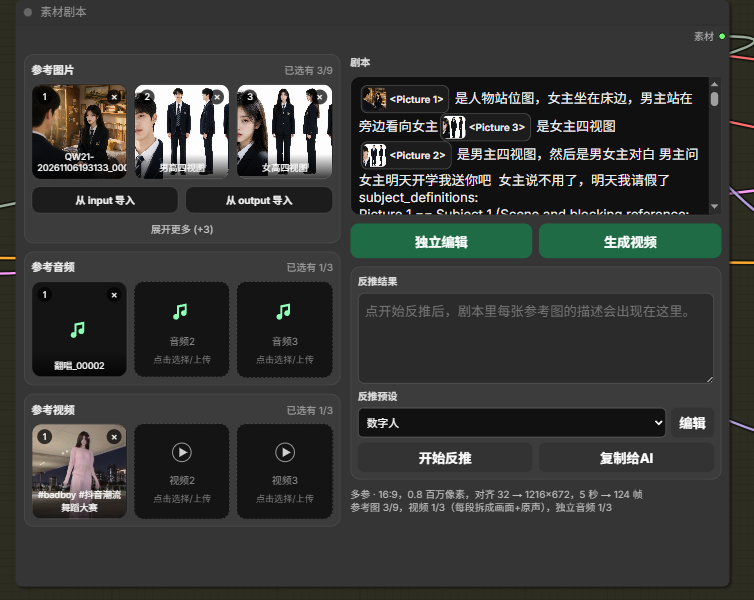 素材剧本
素材
参考图片
已选有 3/9
1
2
3
QW21-
20261106193133_000
男高四视图
女高四视图
从 input 导入
从 output 导入
展开更多 (+3)
参考音频
已选有 1/3
1
翻唱_00002
音频2
点击选择/上传
音频3
点击选择/上传
参考视频
已选有 1/3
1
#badboy #抖音潮流
舞蹈大赛
视频2
点击选择/上传
视频3
点击选择/上传
剧本
<Picture 1> 是人物站位图，女主坐在床边，男主站在
旁边看向女主 <Picture 3> 是女主四视图
<Picture 2> 是男主四视图，然后是男女主对白 男主问
女主明天开学我送你吧 女主说不用了，明天我请假了
subject_definitions:
Picture 1 == Subject 1 (Scene and blocking reference:
独立编辑
生成视频
反推结果
点开始反推后，剧本里每张参考图的描述会出现在这里。
反推预设
数字人
编辑
开始反推
复制给AI
多参 · 16:9，0.8 百万像素，对齐 32 → 1216×672，5 秒 → 124 帧
参考图 3/9，视频 1/3（每段拆成画面+原声），独立音频 1/3